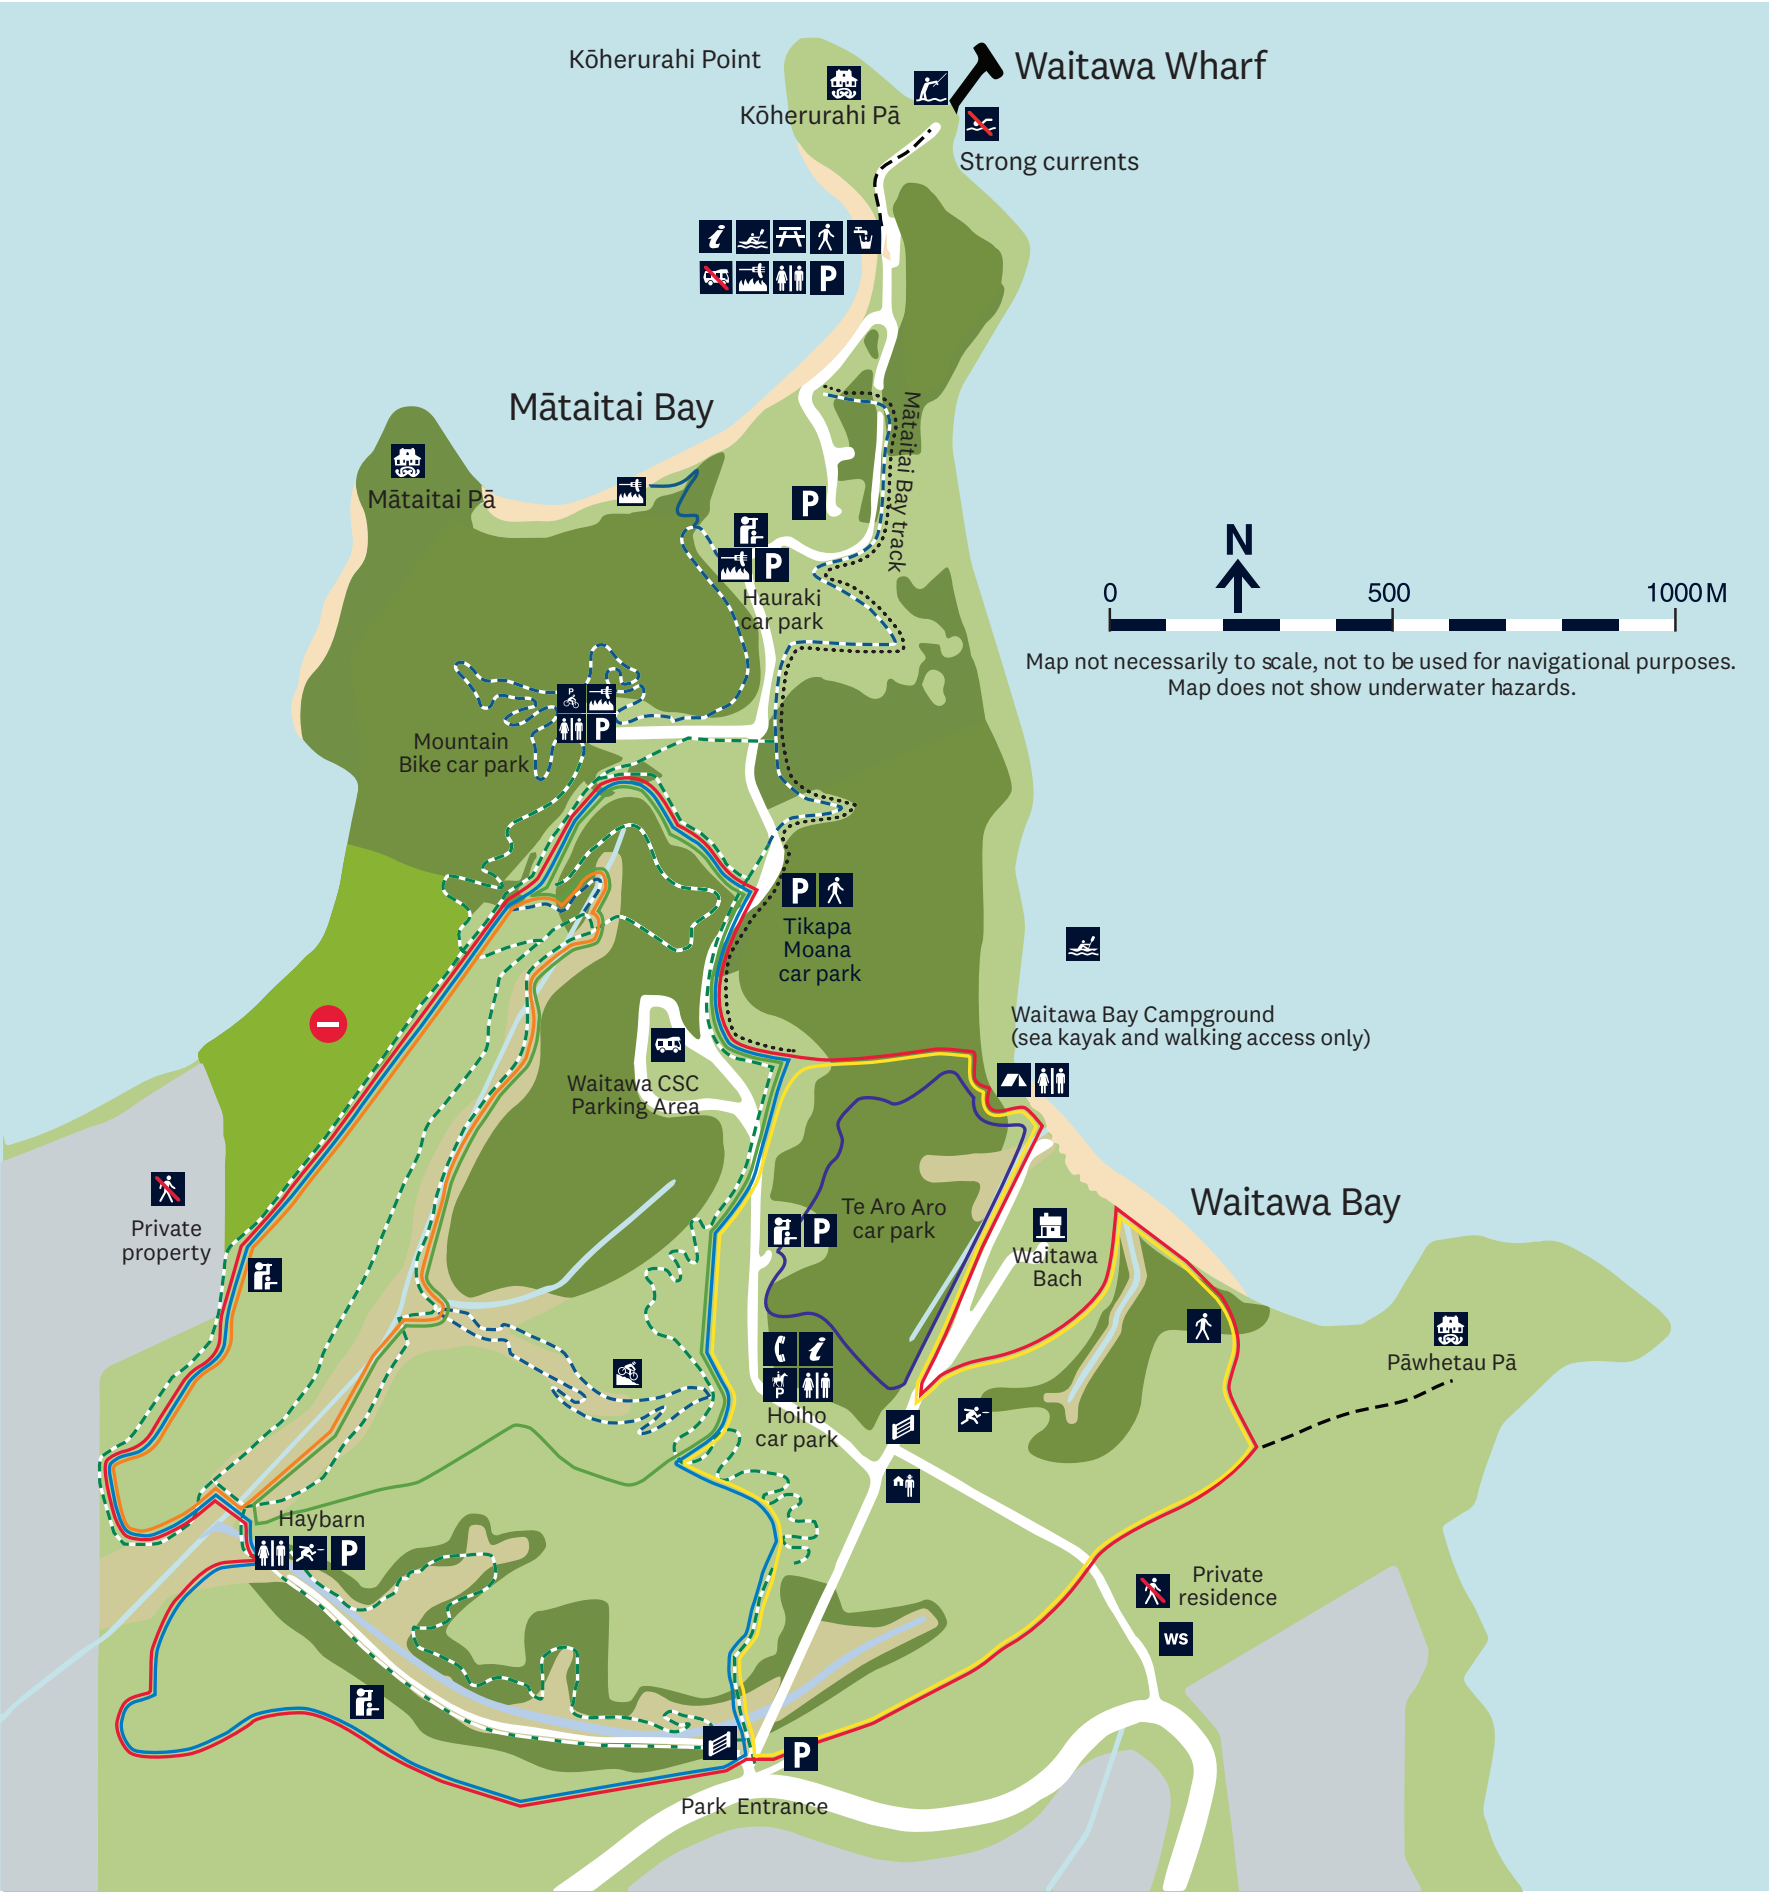 Kōherurahi Point
Waitawa Wharf
Kōherurahi Pā
Strong currents
i
P
Mātaitai Bay
Mātaitai Bay track
Mātaitai Pā
P
P
Hauraki
car park
N
0 500 1000 M
Map not necessarily to scale, not to be used for navigational purposes.
Map does not show underwater hazards.
P
P
Mountain
Bike car park
P
Tikapa
Moana
car park
Waitawa Bay Campground
(sea kayak and walking access only)
Waitawa CSC
Parking Area
Private
property
Te Aro Aro
car park
P
Waitawa Bay
Waitawa
Bach
Pāwhetau Pā
i
P
Hoiho
car park
Haybarn
P
Private
residence
WS
P
Park Entrance